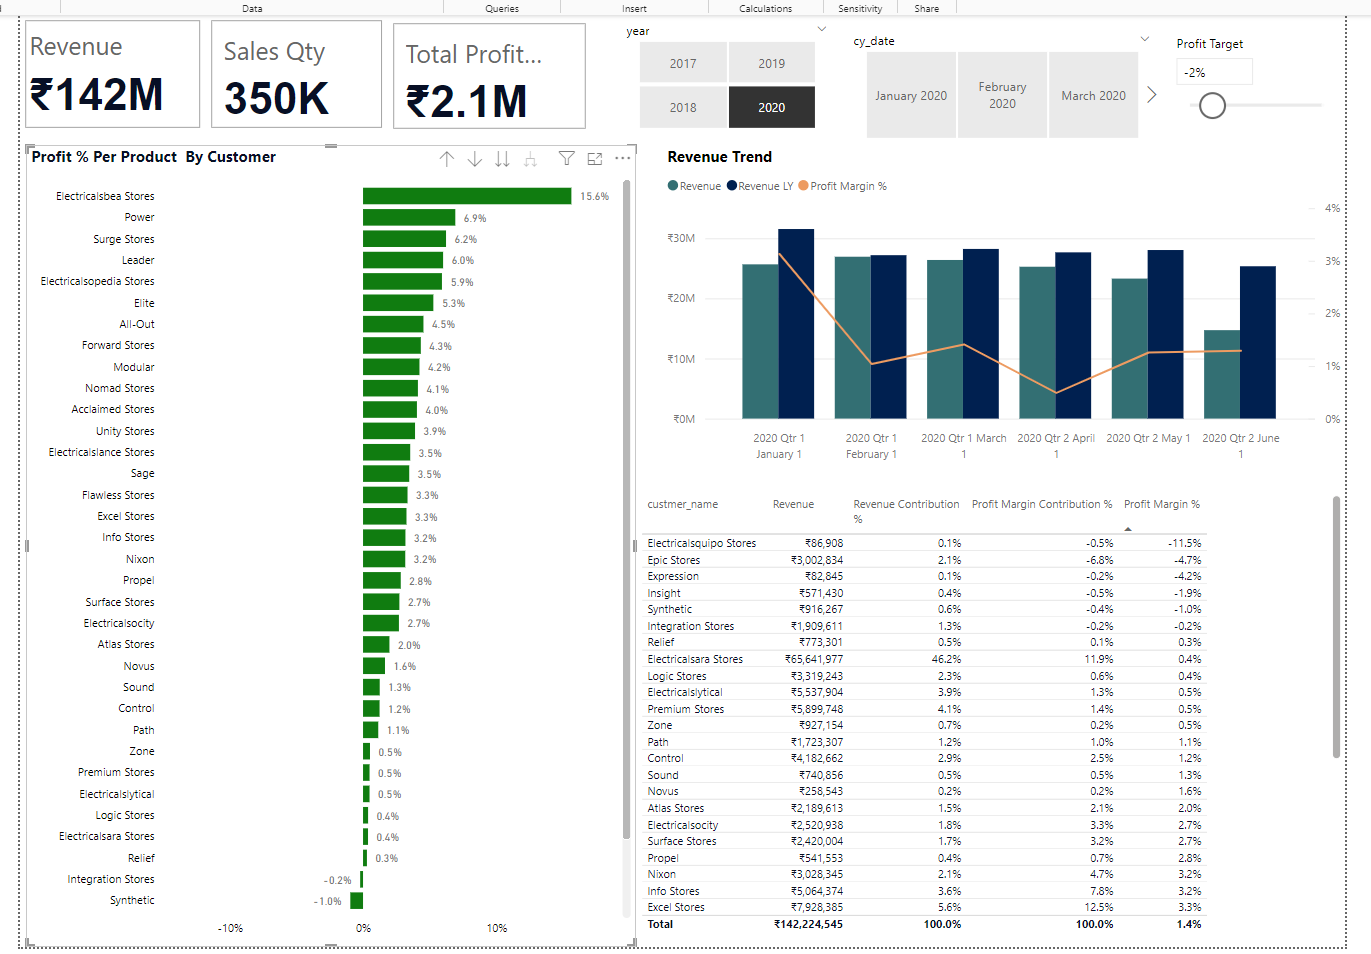 Data
Queries
Insert
Calculations
Sensitivity
Share
Revenue
₹142M
Sales Qty
350K
Total Profit...
₹2.1M
year
2017
2019
2018
2020
cy_date
January 2020
February
2020
March 2020
Profit Target
-2%
Profit % Per Product By Customer
Electricalsbea Stores 15.6%
Power 6.9%
Surge Stores 6.2%
Leader 6.0%
Electricalsopedia Stores 5.9%
Elite 5.3%
All-Out 4.5%
Forward Stores 4.3%
Modular 4.2%
Nomad Stores 4.1%
Acclaimed Stores 4.0%
Unity Stores 3.9%
Electricalslance Stores 3.5%
Sage 3.5%
Flawless Stores 3.3%
Excel Stores 3.3%
Info Stores 3.2%
Nixon 3.2%
Propel 2.8%
Surface Stores 2.7%
Electricalsocity 2.7%
Atlas Stores 2.0%
Novus 1.6%
Sound 1.3%
Control 1.2%
Path 1.1%
Zone 0.5%
Premium Stores 0.5%
Electricalslytical 0.5%
Logic Stores 0.4%
Electricalsara Stores 0.4%
Relief 0.3%
Integration Stores -0.2%
Synthetic -1.0%
-10% 0% 10%
Revenue Trend
Revenue Revenue LY Profit Margin %
4%
₹30M
3%
₹20M
2%
₹10M
1%
₹0M
0%
2020 Qtr 1 2020 Qtr 1 2020 Qtr 1 March 2020 Qtr 2 April 2020 Qtr 2 May 1 2020 Qtr 2 June
January 1 February 1 1 1 1
custmer_name Revenue Revenue Contribution Profit Margin Contribution % Profit Margin %
%
Electricalsquipo Stores ₹86,908 0.1% -0.5% -11.5%
Epic Stores ₹3,002,834 2.1% -6.8% -4.7%
Expression ₹82,845 0.1% -0.2% -4.2%
Insight ₹571,430 0.4% -0.5% -1.9%
Synthetic ₹916,267 0.6% -0.4% -1.0%
Integration Stores ₹1,909,611 1.3% -0.2% -0.2%
Relief ₹773,301 0.5% 0.1% 0.3%
Electricalsara Stores ₹65,641,977 46.2% 11.9% 0.4%
Logic Stores ₹3,319,243 2.3% 0.6% 0.4%
Electricalslytical ₹5,537,904 3.9% 1.3% 0.5%
Premium Stores ₹5,899,748 4.1% 1.4% 0.5%
Zone ₹927,154 0.7% 0.2% 0.5%
Path ₹1,723,307 1.2% 1.0% 1.1%
Control ₹4,182,662 2.9% 2.5% 1.2%
Sound ₹740,856 0.5% 0.5% 1.3%
Novus ₹258,543 0.2% 0.2% 1.6%
Atlas Stores ₹2,189,613 1.5% 2.1% 2.0%
Electricalsocity ₹2,520,938 1.8% 3.3% 2.7%
Surface Stores ₹2,420,004 1.7% 3.2% 2.7%
Propel ₹541,553 0.4% 0.7% 2.8%
Nixon ₹3,028,345 2.1% 4.7% 3.2%
Info Stores ₹5,064,374 3.6% 7.8% 3.2%
Excel Stores ₹7,928,385 5.6% 12.5% 3.3%
Total ₹142,224,545 100.0% 100.0% 1.4%